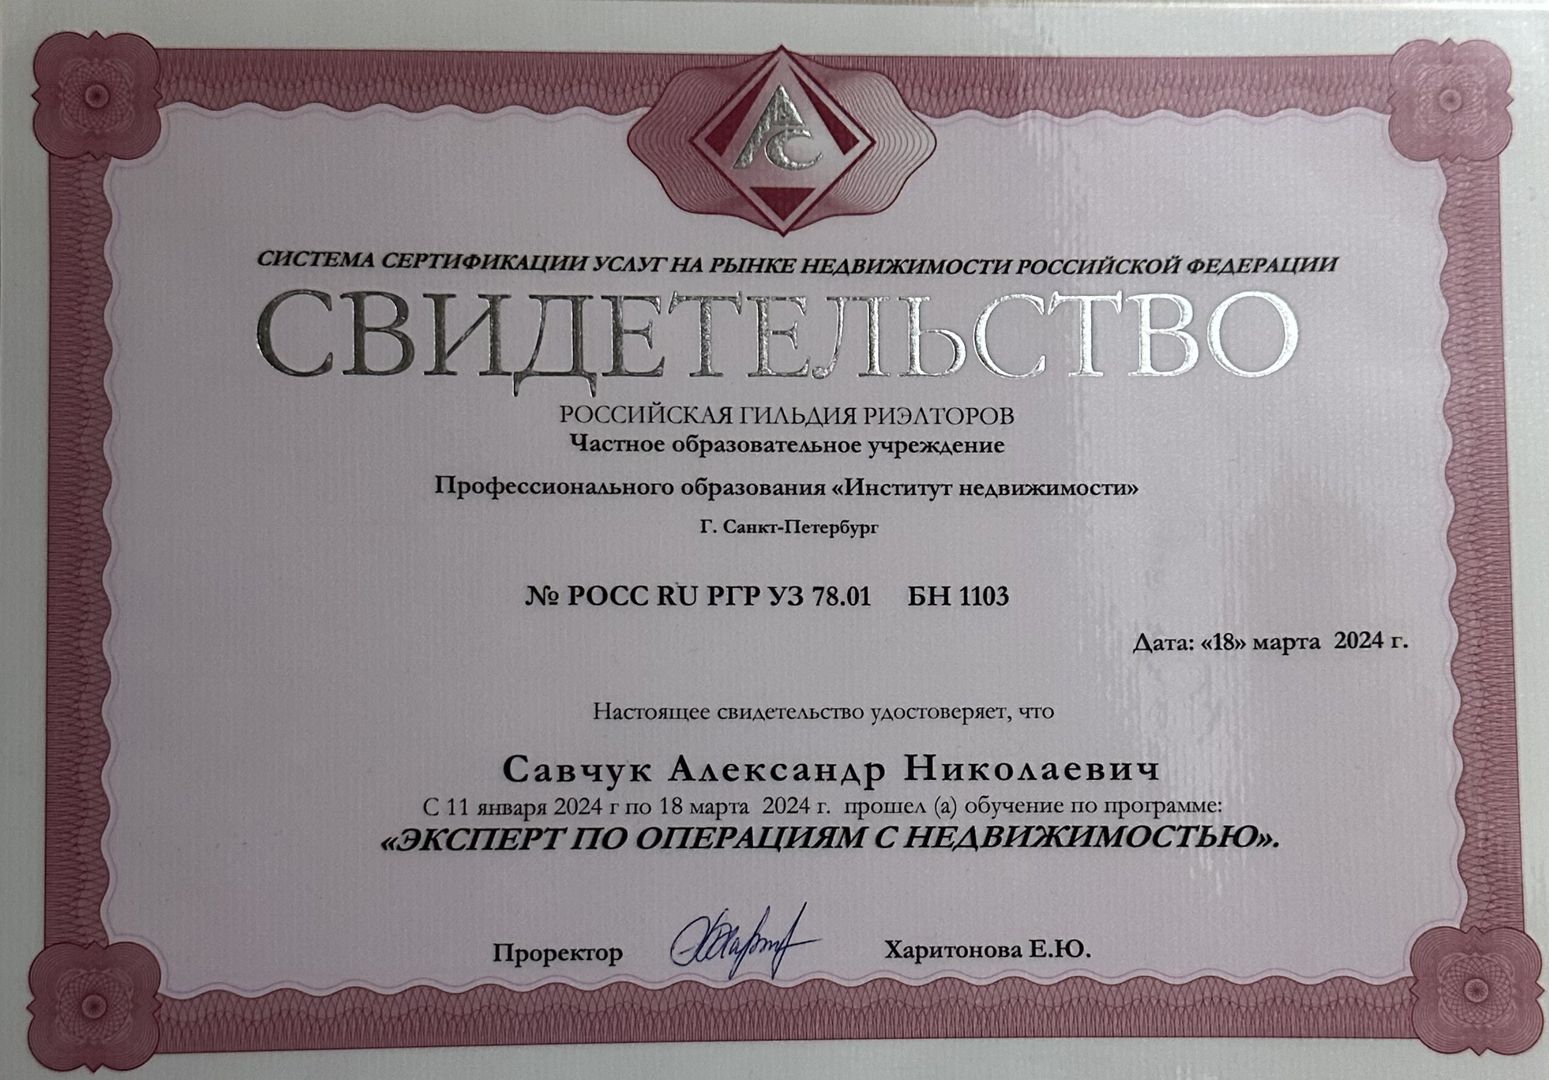 АС
СИСТЕМА СЕРТИФИКАЦИИ УСЛУГ НА РЫНКЕ НЕДВИЖИМОСТИ РОССИЙСКОЙ ФЕДЕРАЦИИ
СВИДЕТЕЛЬСТВО
РОССИЙСКАЯ ГИЛЬДИЯ РИЭЛТОРОВ
Частное образовательное учреждение
Профессионального образования «Институт недвижимости»
Г. Санкт-Петербург
№ РОСС RU РГР УЗ 78.01 БН 1103
Дата: «18» марта 2024 г.
Настоящее свидетельство удостоверяет, что
Савчук Александр Николаевич
С 11 января 2024 г по 18 марта 2024 г. прошел (а) обучение по программе:
«ЭКСПЕРТ ПО ОПЕРАЦИЯМ С НЕДВИЖИМОСТЬЮ».
Проректор Харитонова Е.Ю.